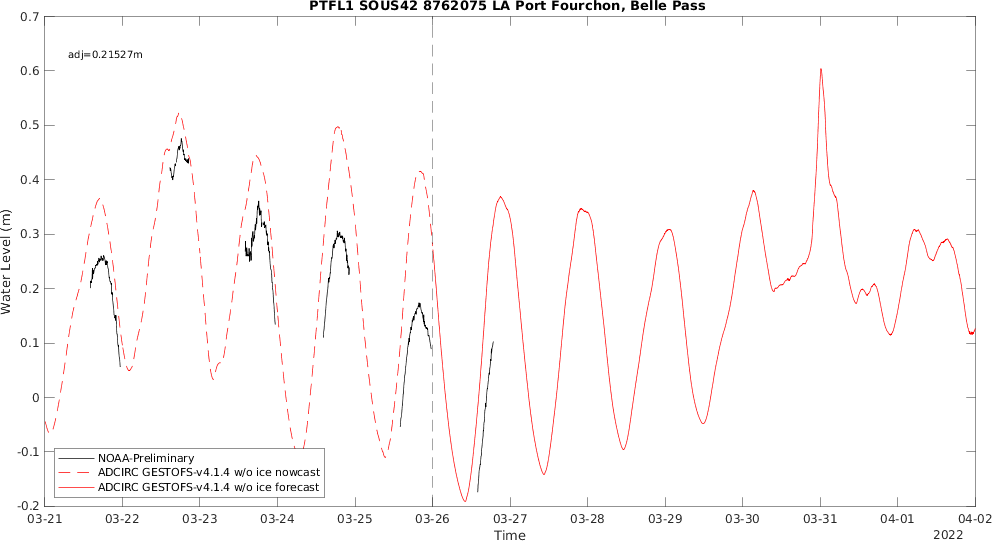 PTFL1 SOUS42 8762075 LA Port Fourchon, Belle Pass
adj=0.21527m
Water Level (m)
0.7
0.6
0.5
0.4
0.3
0.2
0.1
0
-0.1
-0.2
NOAA-Preliminary
ADCIRC GESTOFS-v4.1.4 w/o ice nowcast
ADCIRC GESTOFS-v4.1.4 w/o ice forecast
03-21 03-22 03-23 03-24 03-25 03-26 03-27 03-28 03-29 03-30 03-31 04-01 04-02
Time
2022